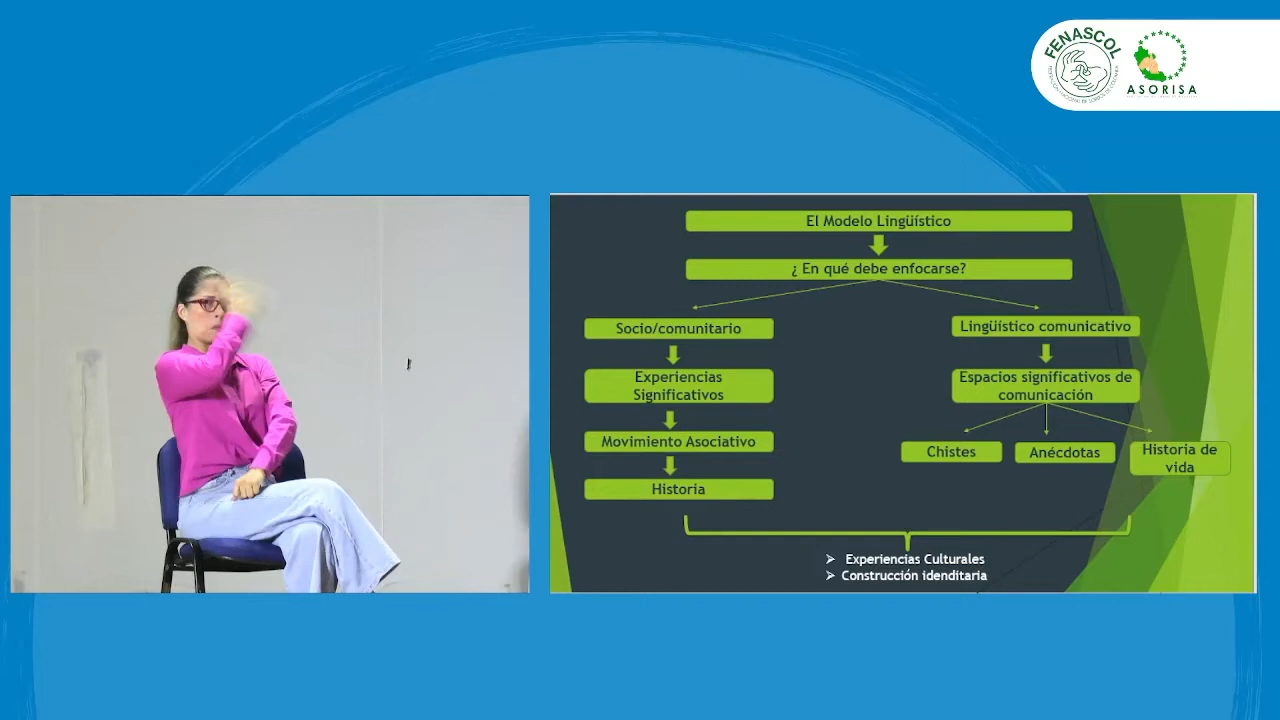 FENASCOL
ASORISA
El Modelo Lingüístico
¿ En qué debe enfocarse?
Socio/comunitario
Lingüístico comunicativo
Experiencias
Significativos
Espacios significativos de
comunicación
Movimiento Asociativo
Chistes
Anécdotas
Historia de
vida
Historia
➢ Experiencias Culturales
➢ Construcción idenditaria